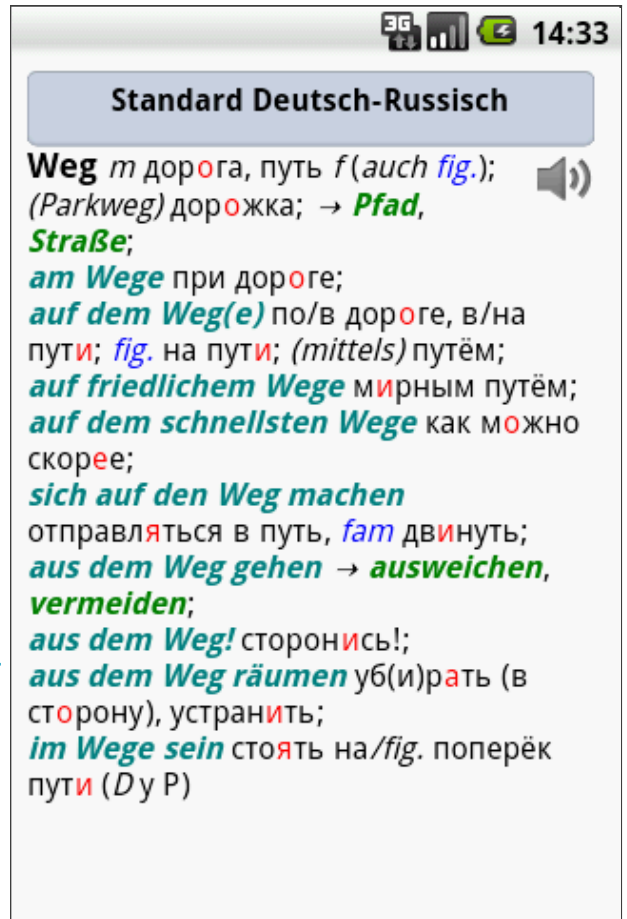 3G 14:33
Standard Deutsch-Russisch
Weg m дорога, путь f (auch fig.);
(Parkweg) дорожка; → Pfad,
Straße;
am Wege при дороге;
auf dem Weg(e) по/в дороге, в/на
пути; fig. на пути; (mittels) путём;
auf friedlichem Wege мирным путём;
auf dem schnellsten Wege как можно
скорее;
sich auf den Weg machen
отправляться в путь, fam двинуть;
aus dem Weg gehen → ausweichen,
vermeiden;
aus dem Weg! сторонись!;
aus dem Weg räumen уб(и)рать (в
сторону), устранить;
im Wege sein стоять на/fig. поперёк
пути (D у Р)